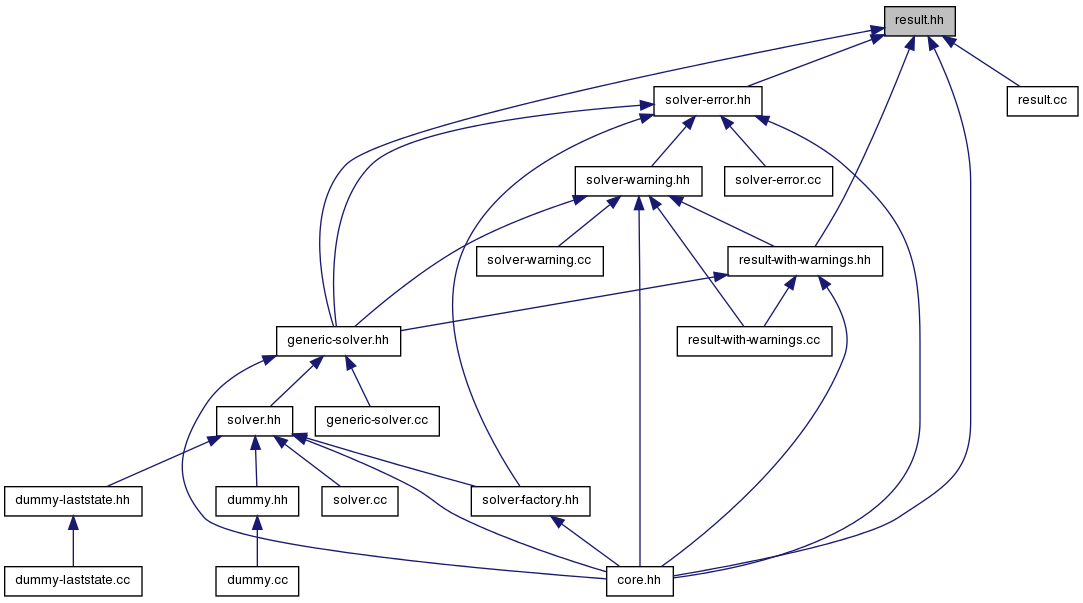 result.hh
solver-error.hh
result.cc
solver-warning.hh
solver-error.cc
solver-warning.cc
result-with-warnings.hh
generic-solver.hh
result-with-warnings.cc
solver.hh
generic-solver.cc
dummy-laststate.hh
dummy.hh
solver.cc
solver-factory.hh
dummy-laststate.cc
dummy.cc
core.hh